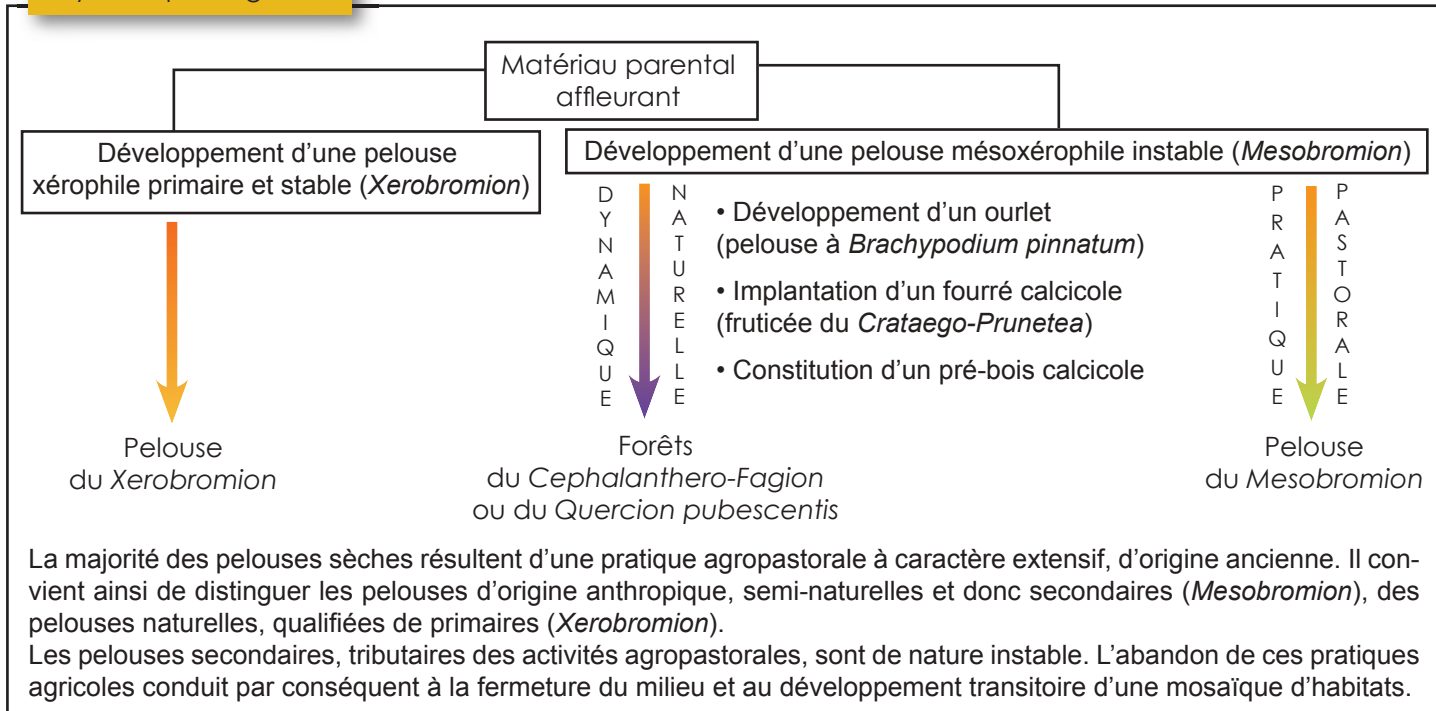 Matériau parental
affleurant
Développement d'une pelouse
xérophile primaire et stable (Xerobromion)
Développement d'une pelouse mésoxérophile instable (Mesobromion)
DYNAMIQUE
NATURELLE
• Développement d'un ourlet
(pelouse à Brachypodium pinnatum)
• Implantation d'un fourré calcicole
(fruticée du Crataego-Prunetea)
• Constitution d'un pré-bois calcicole
PRATIQUE
PASTORALE
Pelouse
du Xerobromion
Forêts
du Cephalanthero-Fagion
ou du Quercion pubescentis
Pelouse
du Mesobromion
La majorité des pelouses sèches résultent d'une pratique agropastorale à caractère extensif, d'origine ancienne. Il con-
vient ainsi de distinguer les pelouses d'origine anthropique, semi-naturelles et donc secondaires (Mesobromion), des
pelouses naturelles, qualifiées de primaires (Xerobromion).
Les pelouses secondaires, tributaires des activités agropastorales, sont de nature instable. L'abandon de ces pratiques
agricoles conduit par conséquent à la fermeture du milieu et au développement transitoire d'une mosaïque d'habitats.